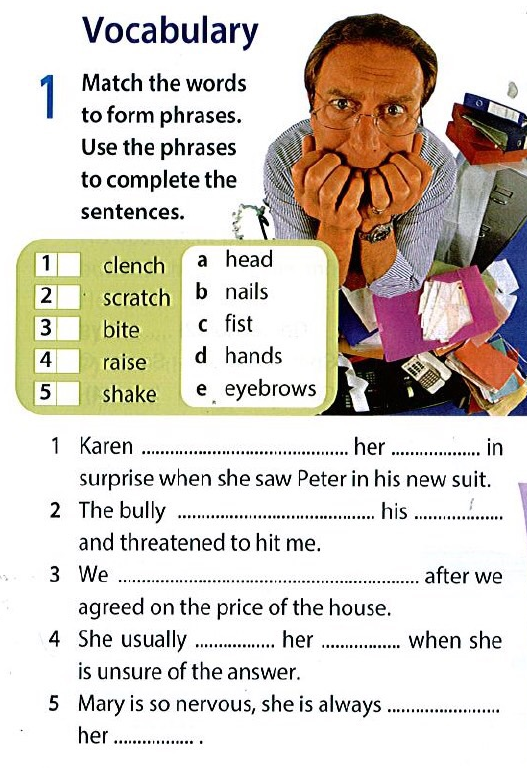 Vocabulary
1 Match the words
to form phrases.
Use the phrases
to complete the
sentences.
1 clench a head
2 scratch b nails
3 bite c fist
4 raise d hands
5 shake e eyebrows
1 Karen ........................................ her .................. in
surprise when she saw Peter in his new suit.
2 The bully ...................................... his ..................
and threatened to hit me.
3 We .......................................................... after we
agreed on the price of the house.
4 She usually ................ her ................ when she
is unsure of the answer.
5 Mary is so nervous, she is always ......................
her ................ .